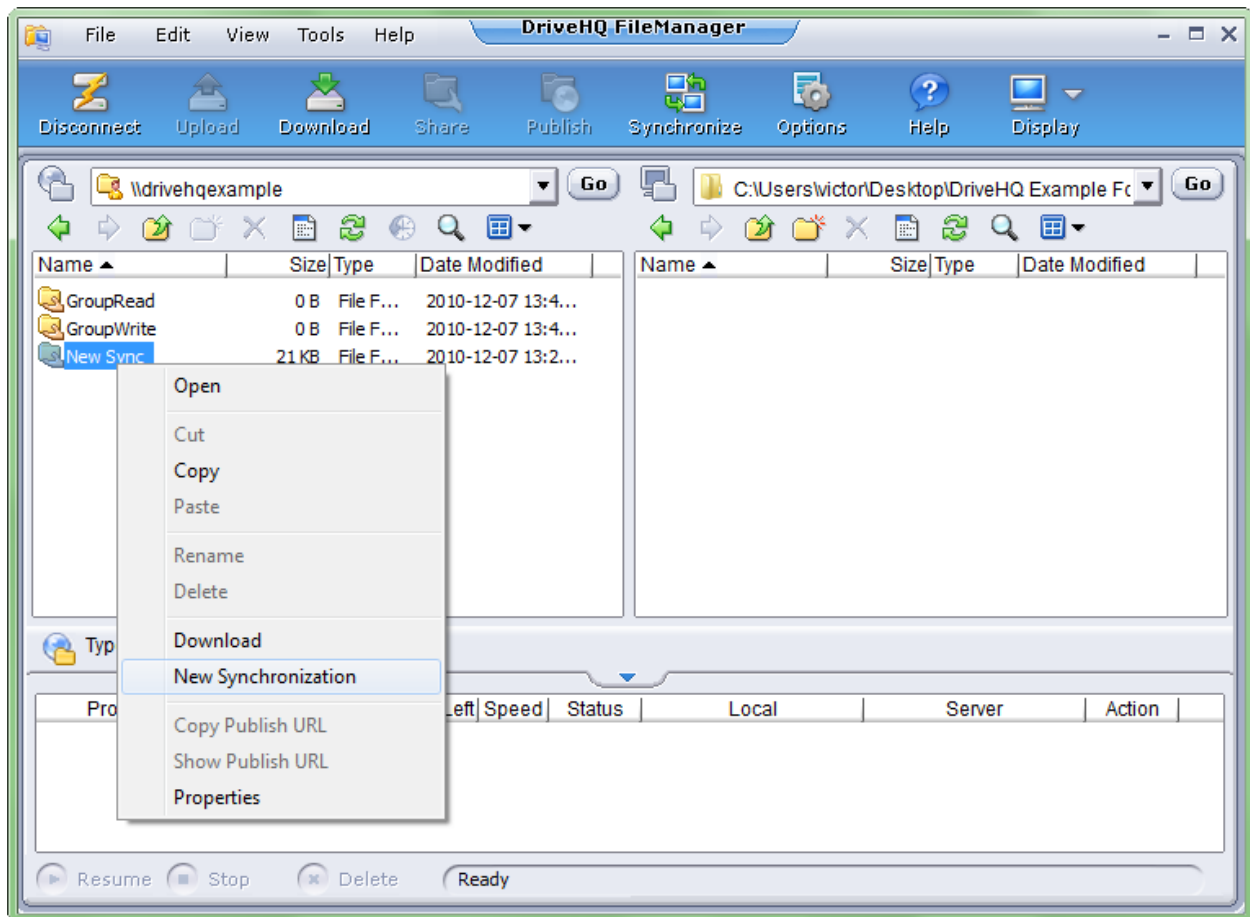 File Edit View Tools Help DriveHQ FileManager
Disconnect Upload Download Share Publish Synchronize Options Help Display
\\drivehqexample Go C:\Users\victor\Desktop\DriveHQ Example Fo Go
Name Size Type Date Modified Name Size Type Date Modified
GroupRead 0 B File F... 2010-12-07 13:4...
GroupWrite 0 B File F... 2010-12-07 13:4...
New Sync 21 KB File F... 2010-12-07 13:2...
Open
Cut
Copy
Paste
Rename
Delete
Download
New Synchronization
Copy Publish URL
Show Publish URL
Properties
Typ
Pro Left Speed Status Local Server Action
Resume Stop Delete Ready